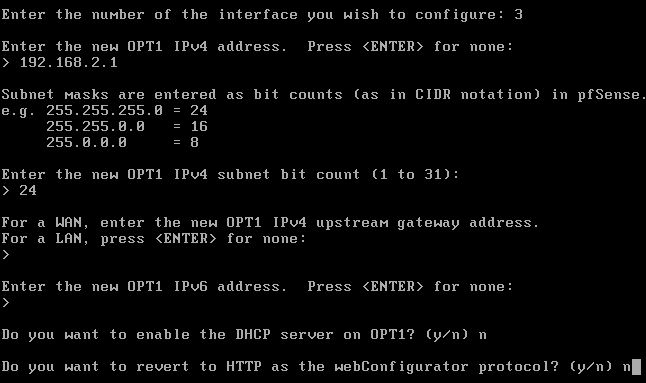 Enter the number of the interface you wish to configure: 3
Enter the new OPT1 IPv4 address.  Press <ENTER> for none:
> 192.168.2.1
Subnet masks are entered as bit counts (as in CIDR notation) in pfSense.
e.g. 255.255.255.0 = 24
     255.255.0.0   = 16
     255.0.0.0     = 8
Enter the new OPT1 IPv4 subnet bit count (1 to 31):
> 24
For a WAN, enter the new OPT1 IPv4 upstream gateway address.
For a LAN, press <ENTER> for none:
>
Enter the new OPT1 IPv6 address.  Press <ENTER> for none:
>
Do you want to enable the DHCP server on OPT1? (y/n) n
Do you want to revert to HTTP as the webConfigurator protocol? (y/n) n